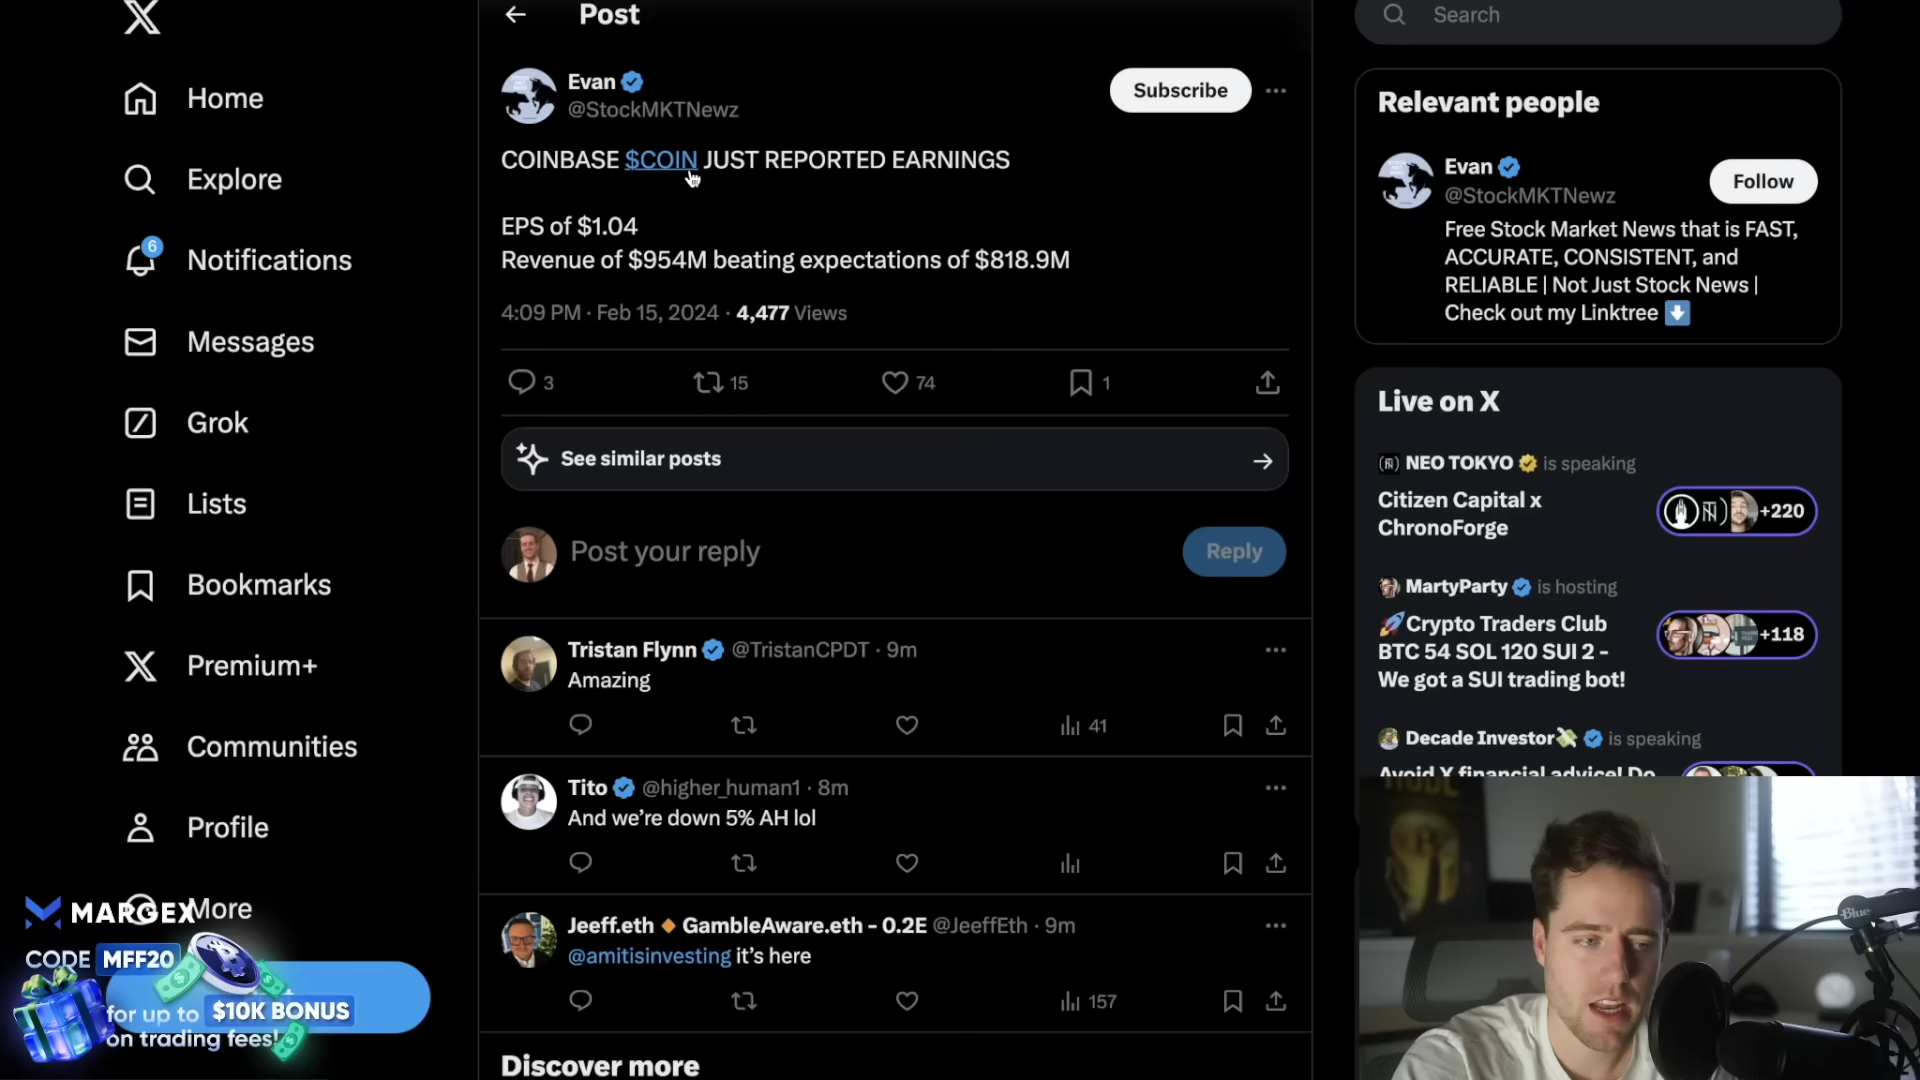 Home
Explore
6
Notifications
Messages
Grok
Lists
Bookmarks
Premium+
Communities
Profile
More
MARGEX
CODE MFF20
for up to $10K BONUS
on trading fees!
Post
Evan
@StockMKTNewz
Subscribe
COINBASE $COIN JUST REPORTED EARNINGS
EPS of $1.04
Revenue of $954M beating expectations of $818.9M
4:09 PM · Feb 15, 2024 · 4,477 Views
3
15
74
1
See similar posts
Post your reply
Reply
Tristan Flynn @TristanCPDT · 9m
Amazing
41
Tito @higher_human1 · 8m
And we're down 5% AH lol
Jeeff.eth 🔸 GambleAware.eth - 0.2E @JeeffEth · 9m
@amitisinvesting it's here
157
Discover more
Search
Relevant people
Evan
@StockMKTNewz
Follow
Free Stock Market News that is FAST,
ACCURATE, CONSISTENT, and
RELIABLE | Not Just Stock News |
Check out my Linktree ⬇️
Live on X
NEO TOKYO is speaking
Citizen Capital x
ChronoForge
+220
MartyParty is hosting
🚀Crypto Traders Club
BTC 54 SOL 120 SUI 2 -
We got a SUI trading bot!
+118
Decade Investor💸 is speaking
Avoid X financial advice! Do
Blue